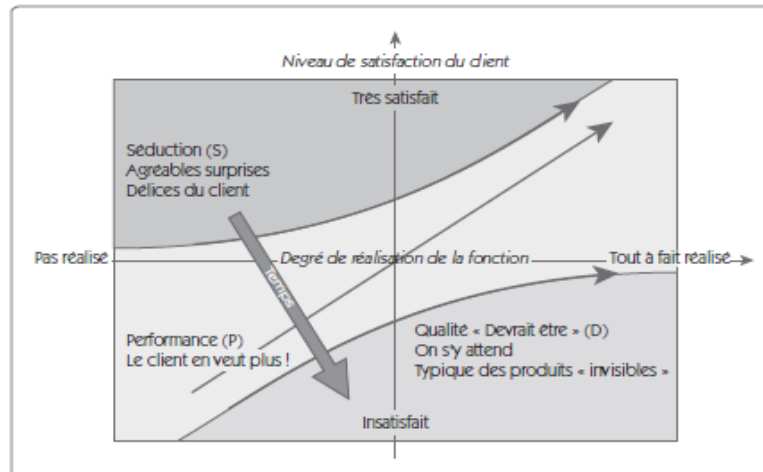 Niveau de satisfaction du client
Très satisfait
Séduction (S)
Agréables surprises
Délices du client
Pas réalisé
Degré de réalisation de la fonction
Tout à fait réalisé
Temps
Performance (P)
Le client en veut plus !
Qualité « Devrait être » (D)
On s'y attend
Typique des produits « invisibles »
Insatisfait